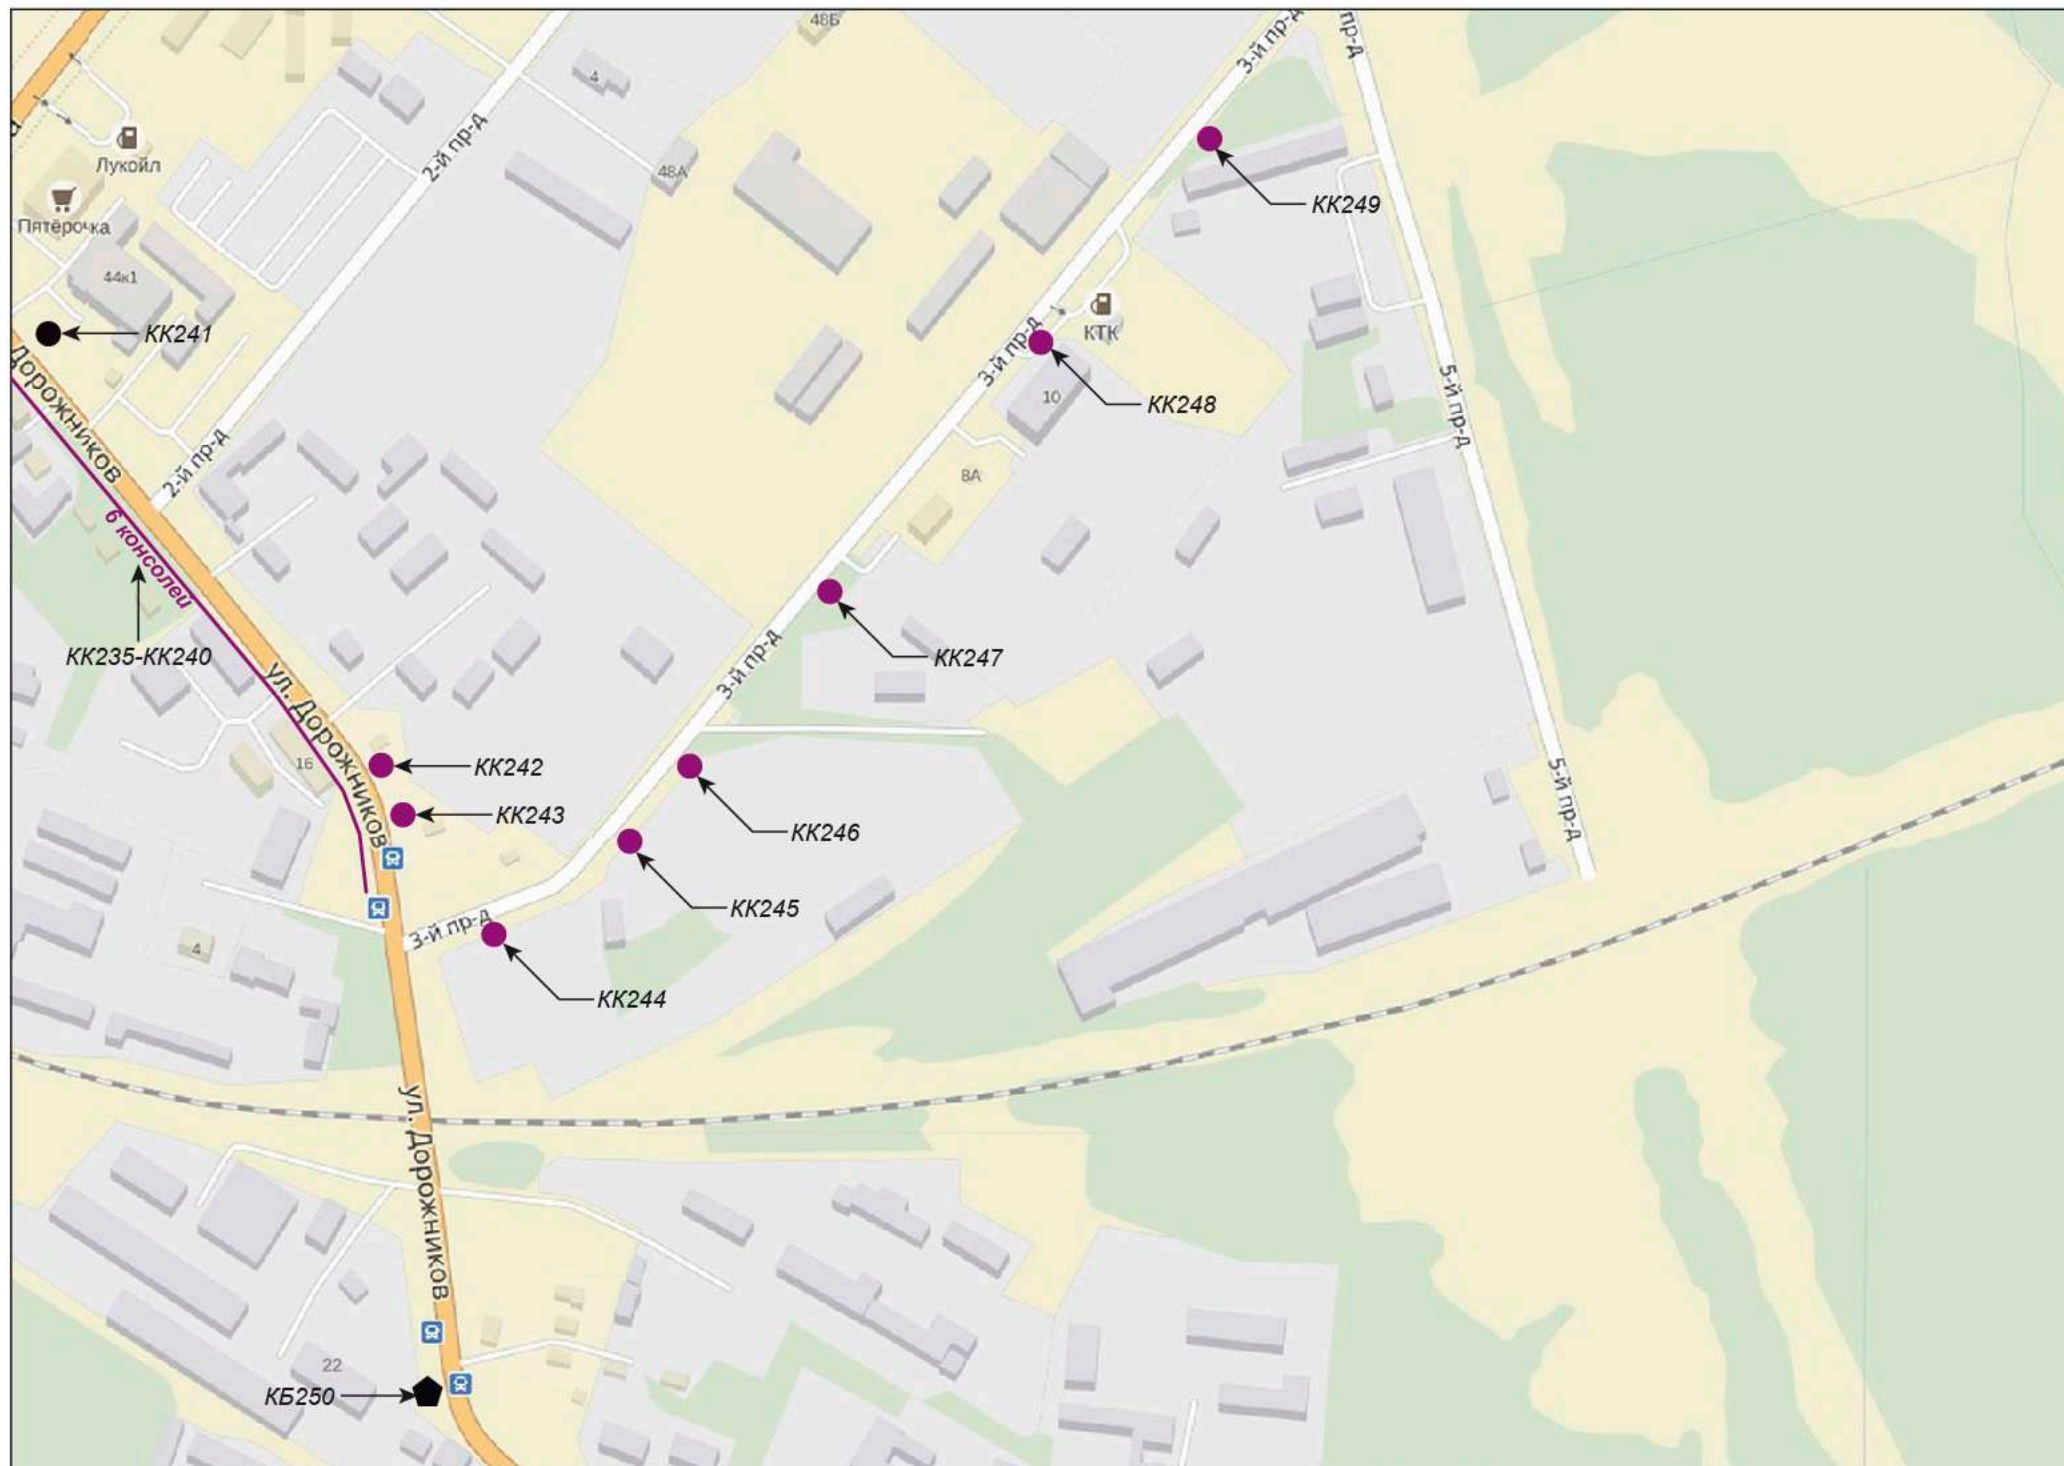 48Б
3-й пр-д
пр-д
4
Лукойл
2-й пр-д
48А
Пятёрочка
КК249
44к1
КК241
КТК
3-й пр-д
Дорожников
10
КК248
5-й пр-д
2-й пр-д
8А
6 консолей
КК235-КК240
3-й пр-д
КК247
ул. Дорожников
16
КК242
КК243
КК246
5-й пр-д
КК245
3-й пр-д
4
КК244
ул. Дорожников
22
КБ250